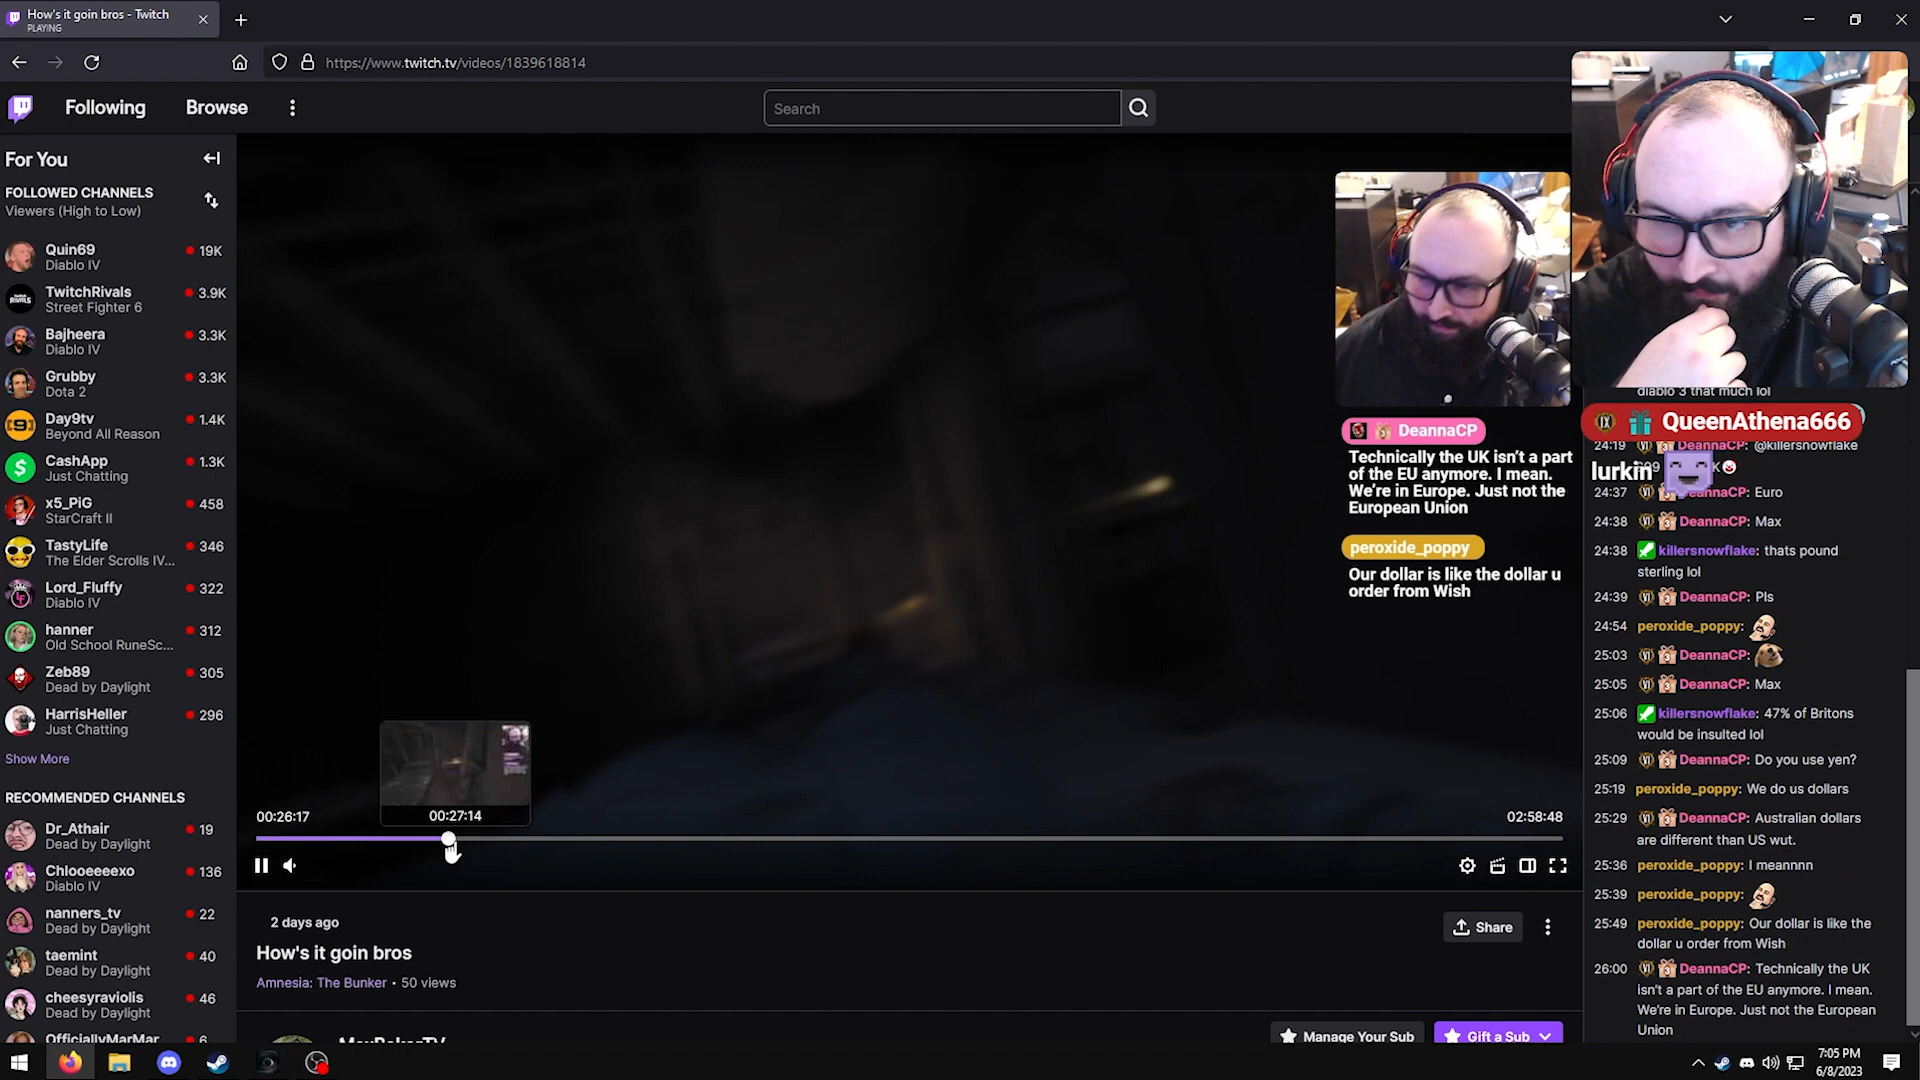 How's it goin bros - Twitch
PLAYING
https://www.twitch.tv/videos/1839618814
Following
Browse
Search
For You
FOLLOWED CHANNELS
Viewers (High to Low)
Quin69
19K
Diablo IV
TwitchRivals
3.9K
Street Fighter 6
Bajheera
3.3K
Diablo IV
Grubby
3.3K
Dota 2
Day9tv
1.4K
Beyond All Reason
CashApp
1.3K
Just Chatting
x5_PiG
458
StarCraft II
TastyLife
346
The Elder Scrolls IV...
Lord_Fluffy
322
Diablo IV
hanner
312
Old School RuneSc...
Zeb89
305
Dead by Daylight
HarrisHeller
296
Just Chatting
Show More
RECOMMENDED CHANNELS
Dr_Athair
19
Dead by Daylight
Chlooeeeexo
136
Diablo IV
nanners_tv
22
Dead by Daylight
taemint
40
Dead by Daylight
cheesyraviolis
46
Dead by Daylight
OfficiallyMarMar
6
DeannaCP
Technically the UK isn't a part
of the EU anymore. I mean.
We're in Europe. Just not the
European Union
peroxide_poppy
Our dollar is like the dollar u
order from Wish
00:26:17
00:27:14
02:58:48
2 days ago
How's it goin bros
Amnesia: The Bunker • 50 views
Share
MaxBakerTV
Manage Your Sub
Gift a Sub
diablo 3 that much lol
QueenAthena666
lurkin
24:19 DeannaCP: @killersnowflake
24:37 DeannaCP: Euro
24:38 DeannaCP: Max
24:38 killersnowflake: thats pound
sterling lol
24:39 DeannaCP: Pls
24:54 peroxide_poppy:
25:03 DeannaCP:
25:05 DeannaCP: Max
25:06 killersnowflake: 47% of Britons
would be insulted lol
25:09 DeannaCP: Do you use yen?
25:19 peroxide_poppy: We do us dollars
25:29 DeannaCP: Australian dollars
are different than US wut.
25:36 peroxide_poppy: I meannnn
25:39 peroxide_poppy:
25:49 peroxide_poppy: Our dollar is like the
dollar u order from Wish
26:00 DeannaCP: Technically the UK
isn't a part of the EU anymore. I mean.
We're in Europe. Just not the European
Union
7:05 PM
6/8/2023